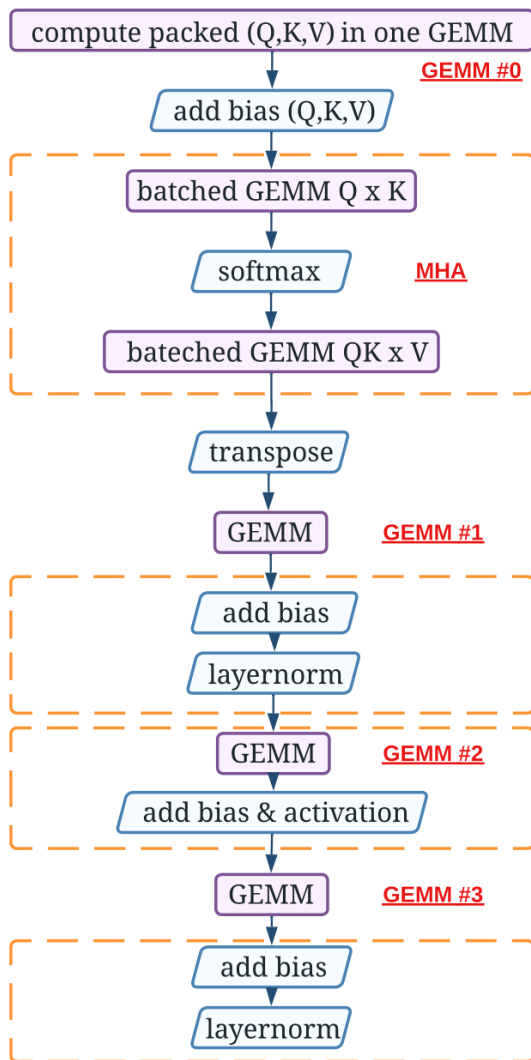 compute packed (Q,K,V) in one GEMM
GEMM #0
add bias (Q,K,V)
batched GEMM Q x K
softmax
MHA
bateched GEMM QK x V
transpose
GEMM
GEMM #1
add bias
layernorm
GEMM
GEMM #2
add bias & activation
GEMM
GEMM #3
add bias
layernorm